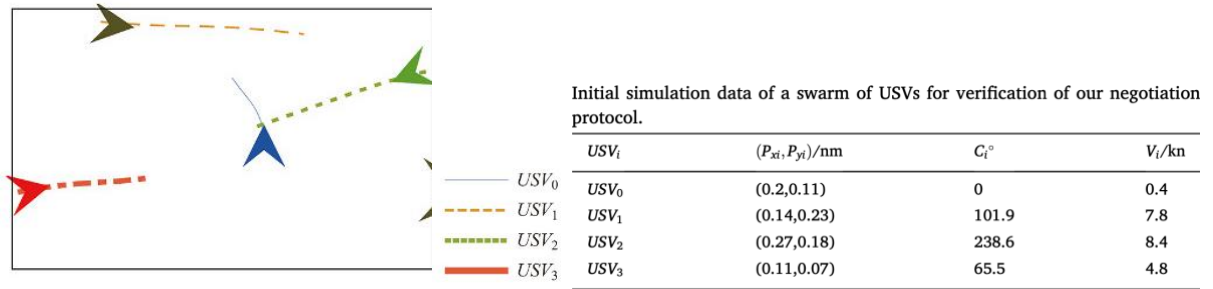 USV₀
USV₁
USV₂
USV₃
Initial simulation data of a swarm of USVs for verification of our negotiation
protocol.
USVᵢ (Pₓᵢ,Pᵧᵢ)/nm Cᵢ° Vᵢ/kn
USV₀ (0.2,0.11) 0 0.4
USV₁ (0.14,0.23) 101.9 7.8
USV₂ (0.27,0.18) 238.6 8.4
USV₃ (0.11,0.07) 65.5 4.8